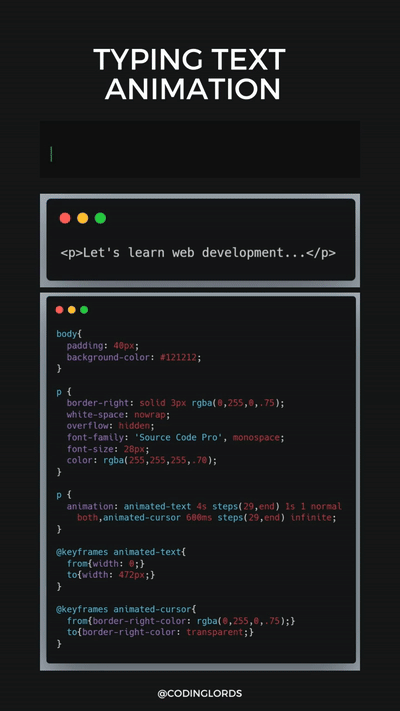 TYPING TEXT
ANIMATION
<p>Let's learn web development...</p>
body{
  padding: 40px;
  background-color: #121212;
}
p {
  border-right: solid 3px rgba(0,255,0,.75);
  white-space: nowrap;
  overflow: hidden;
  font-family: 'Source Code Pro', monospace;
  font-size: 28px;
  color: rgba(255,255,255,.70);
}
p {
  animation: animated-text 4s steps(29,end) 1s 1 normal
    both,animated-cursor 600ms steps(29,end) infinite;
}
@keyframes animated-text{
  from{width: 0;}
  to{width: 472px;}
}
@keyframes animated-cursor{
  from{border-right-color: rgba(0,255,0,.75);}
  to{border-right-color: transparent;}
}
@CODINGLORDS